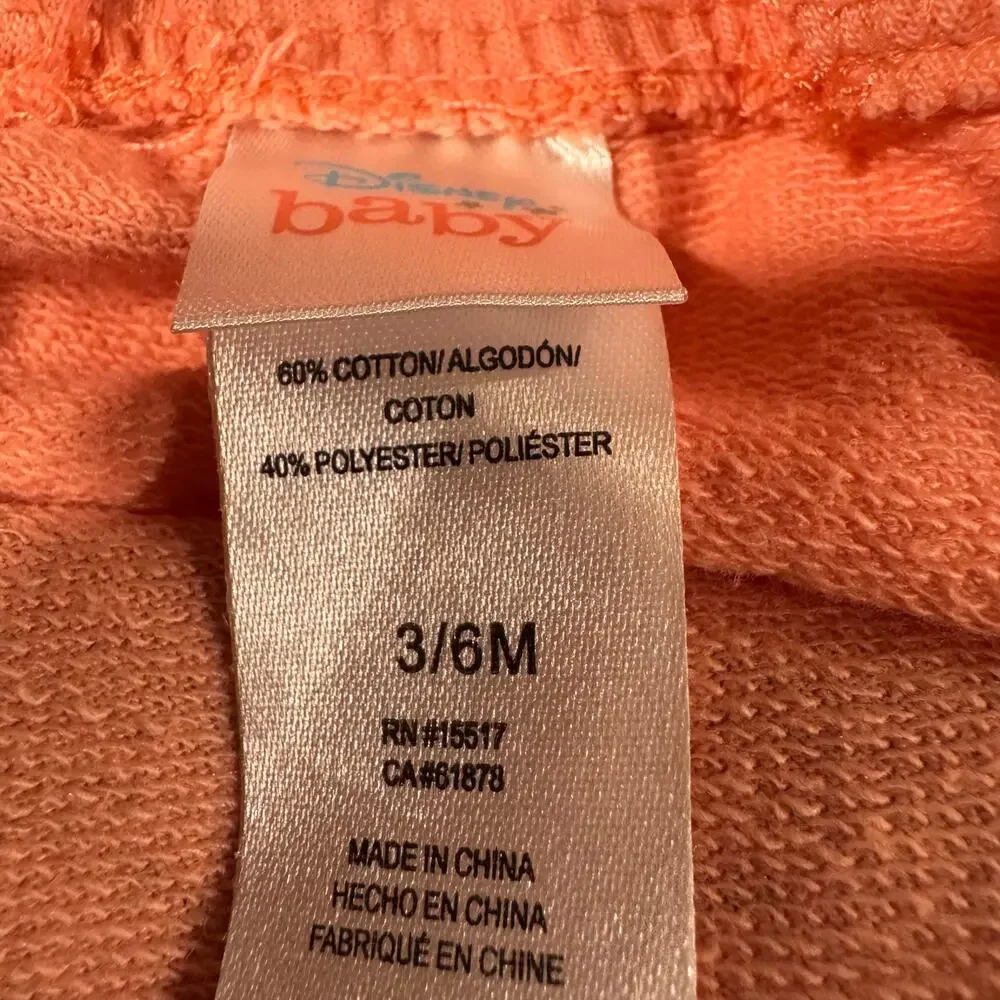 Disney
baby
60% COTTON/ ALGODÓN/
COTON
40% POLYESTER/ POLIÉSTER
3/6M
RN #15517
CA#61878
MADE IN CHINA
HECHO EN CHINA
FABRIQUÉ EN CHINE